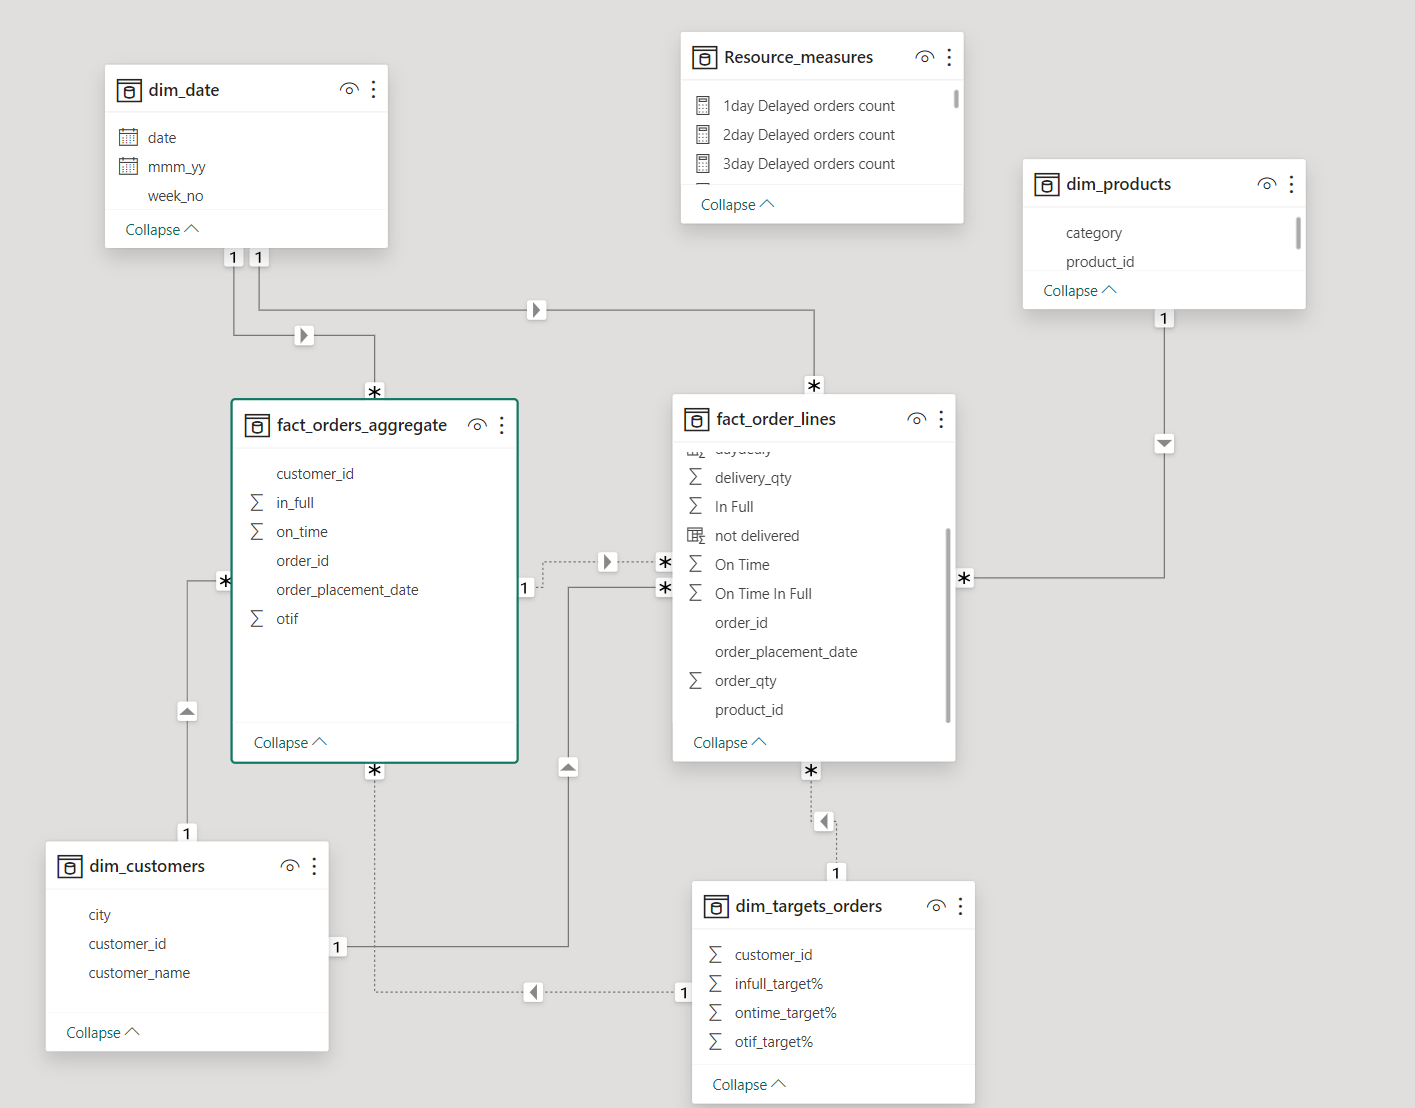 dim_date
date
mmm_yy
week_no
Collapse
Resource_measures
1day Delayed orders count
2day Delayed orders count
3day Delayed orders count
Collapse
dim_products
category
product_id
Collapse
1
1
1
*
*
fact_orders_aggregate
customer_id
in_full
on_time
order_id
order_placement_date
otif
Collapse
fact_order_lines
delivery_qty
In Full
not delivered
On Time
On Time In Full
order_id
order_placement_date
order_qty
product_id
Collapse
*
*
*
*
1
*
*
1
1
dim_customers
city
customer_id
customer_name
Collapse
1
1
dim_targets_orders
customer_id
infull_target%
ontime_target%
otif_target%
Collapse